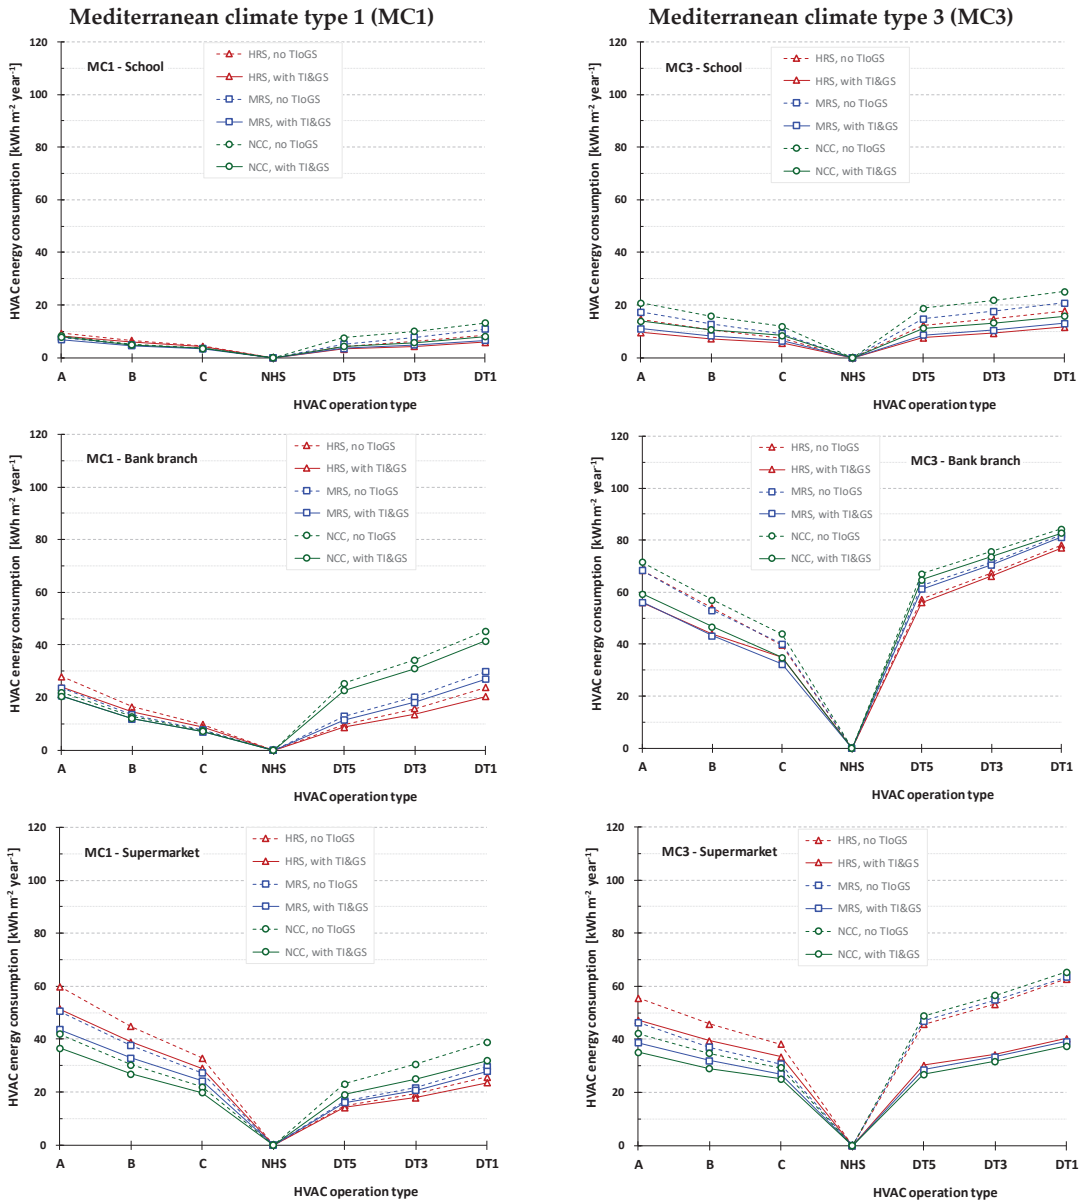 Mediterranean climate type 1 (MC1)
Mediterranean climate type 3 (MC3)
HVAC energy consumption [kWh m⁻² year⁻¹]
120
100
80
60
40
20
0
MC1 - School
HRS, no TIoGS
HRS, with TI&GS
MRS, no TIoGS
MRS, with TI&GS
NCC, no TIoGS
NCC, with TI&GS
A B C NHS DT5 DT3 DT1
HVAC operation type
HVAC energy consumption [kWh m⁻² year⁻¹]
120
100
80
60
40
20
0
MC3 - School
HRS, no TIoGS
HRS, with TI&GS
MRS, no TIoGS
MRS, with TI&GS
NCC, no TIoGS
NCC, with TI&GS
A B C NHS DT5 DT3 DT1
HVAC operation type
HVAC energy consumption [kWh m⁻² year⁻¹]
120
100
80
60
40
20
0
MC1 - Bank branch
HRS, no TIoGS
HRS, with TI&GS
MRS, no TIoGS
MRS, with TI&GS
NCC, no TIoGS
NCC, with TI&GS
A B C NHS DT5 DT3 DT1
HVAC operation type
HVAC energy consumption [kWh m⁻² year⁻¹]
120
100
80
60
40
20
0
MC3 - Bank branch
HRS, no TIoGS
HRS, with TI&GS
MRS, no TIoGS
MRS, with TI&GS
NCC, no TIoGS
NCC, with TI&GS
A B C NHS DT5 DT3 DT1
HVAC operation type
HVAC energy consumption [kWh m⁻² year⁻¹]
120
100
80
60
40
20
0
MC1 - Supermarket
HRS, no TIoGS
HRS, with TI&GS
MRS, no TIoGS
MRS, with TI&GS
NCC, no TIoGS
NCC, with TI&GS
A B C NHS DT5 DT3 DT1
HVAC operation type
HVAC energy consumption [kWh m⁻² year⁻¹]
120
100
80
60
40
20
0
MC3 - Supermarket
HRS, no TIoGS
HRS, with TI&GS
MRS, no TIoGS
MRS, with TI&GS
NCC, no TIoGS
NCC, with TI&GS
A B C NHS DT5 DT3 DT1
HVAC operation type